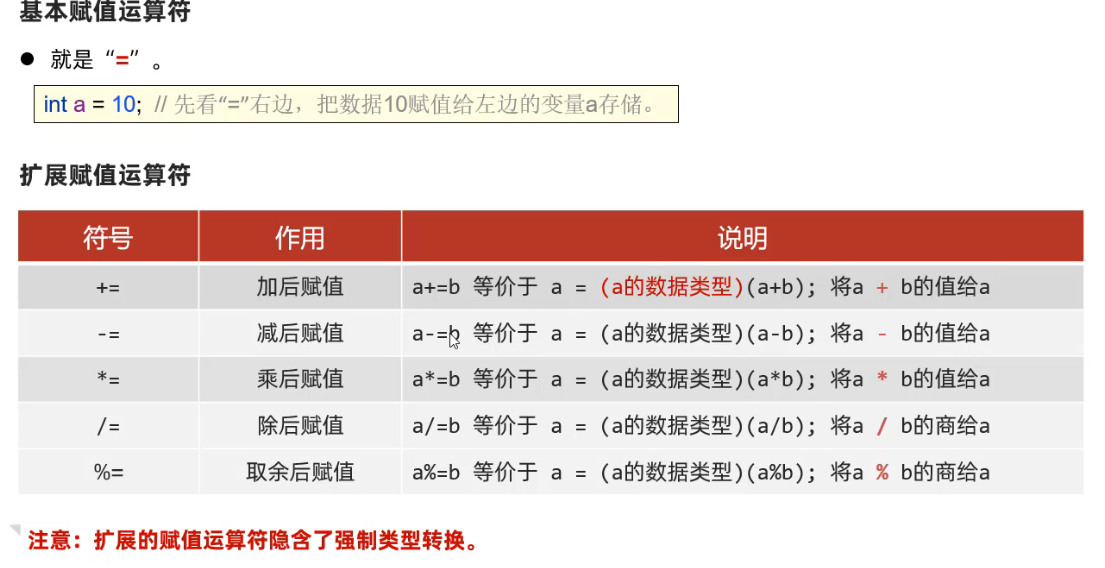 基本赋值运算符
● 就是“=”。
int a = 10; // 先看“=”右边，把数据10赋值给左边的变量a存储。
扩展赋值运算符
符号 作用 说明
+= 加后赋值 a+=b 等价于 a = (a的数据类型)(a+b); 将a + b的值给a
-= 减后赋值 a-=b 等价于 a = (a的数据类型)(a-b); 将a - b的值给a
*= 乘后赋值 a*=b 等价于 a = (a的数据类型)(a*b); 将a * b的值给a
/= 除后赋值 a/=b 等价于 a = (a的数据类型)(a/b); 将a / b的商给a
%= 取余后赋值 a%=b 等价于 a = (a的数据类型)(a%b); 将a % b的商给a
注意：扩展的赋值运算符隐含了强制类型转换。